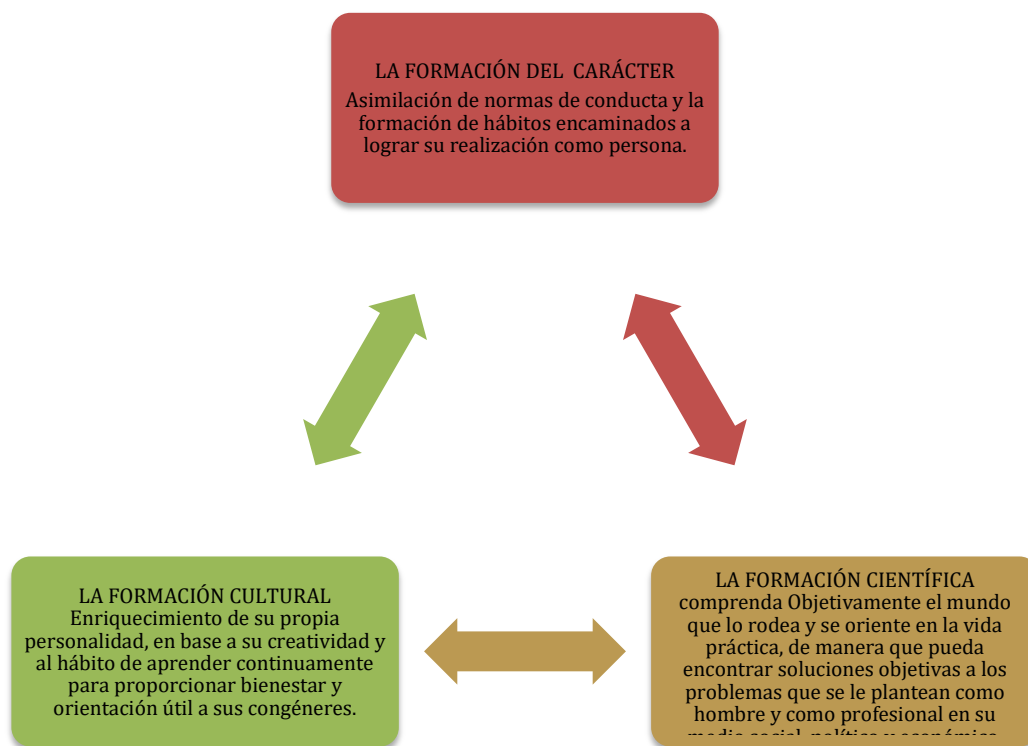 LA FORMACIÓN DEL CARÁCTER
Asimilación de normas de conducta y la
formación de hábitos encaminados a
lograr su realización como persona.
LA FORMACIÓN CULTURAL
Enriquecimiento de su propia
personalidad, en base a su creatividad y
al hábito de aprender continuamente
para proporcionar bienestar y
orientación útil a sus congéneres.
LA FORMACIÓN CIENTÍFICA
comprenda Objetivamente el mundo
que lo rodea y se oriente en la vida
práctica, de manera que pueda
encontrar soluciones objetivas a los
problemas que se le plantean como
hombre y como profesional en su
medio social, política y económica.